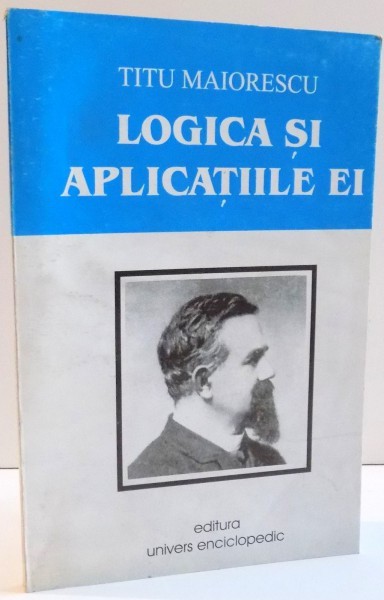 TITU MAIORESCU
LOGICA ȘI
APLICAȚIILE EI
editura
univers enciclopedic